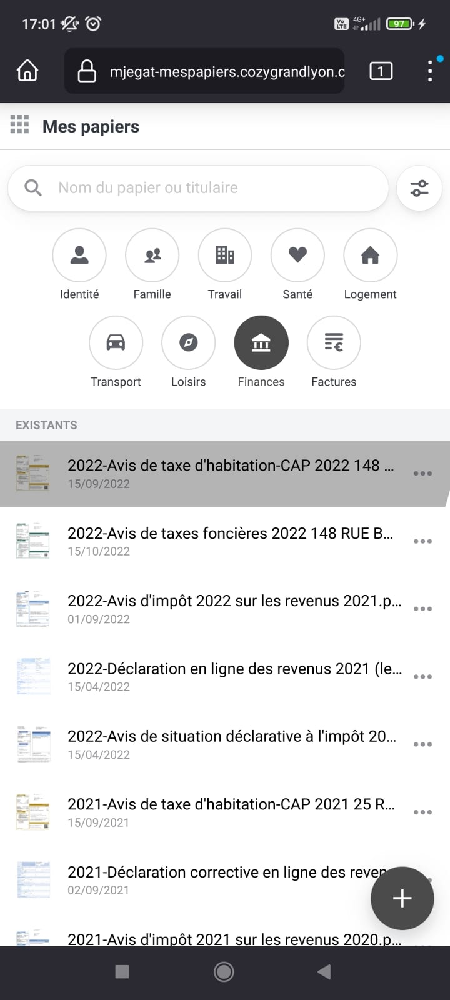 17:01
Vo LTE 4G+ 97
mjegat-mespapiers.cozygrandlyon.c
1
Mes papiers
Nom du papier ou titulaire
Identité Famille Travail Santé Logement
Transport Loisirs Finances Factures
EXISTANTS
2022-Avis de taxe d'habitation-CAP 2022 148 ...
15/09/2022
2022-Avis de taxes foncières 2022 148 RUE B...
15/10/2022
2022-Avis d'impôt 2022 sur les revenus 2021.p...
01/09/2022
2022-Déclaration en ligne des revenus 2021 (le...
15/04/2022
2022-Avis de situation déclarative à l'impôt 20...
15/04/2022
2021-Avis de taxe d'habitation-CAP 2021 25 R...
15/09/2021
2021-Déclaration corrective en ligne des reven
02/09/2021
2021-Avis d'impôt 2021 sur les revenus 2020.p...